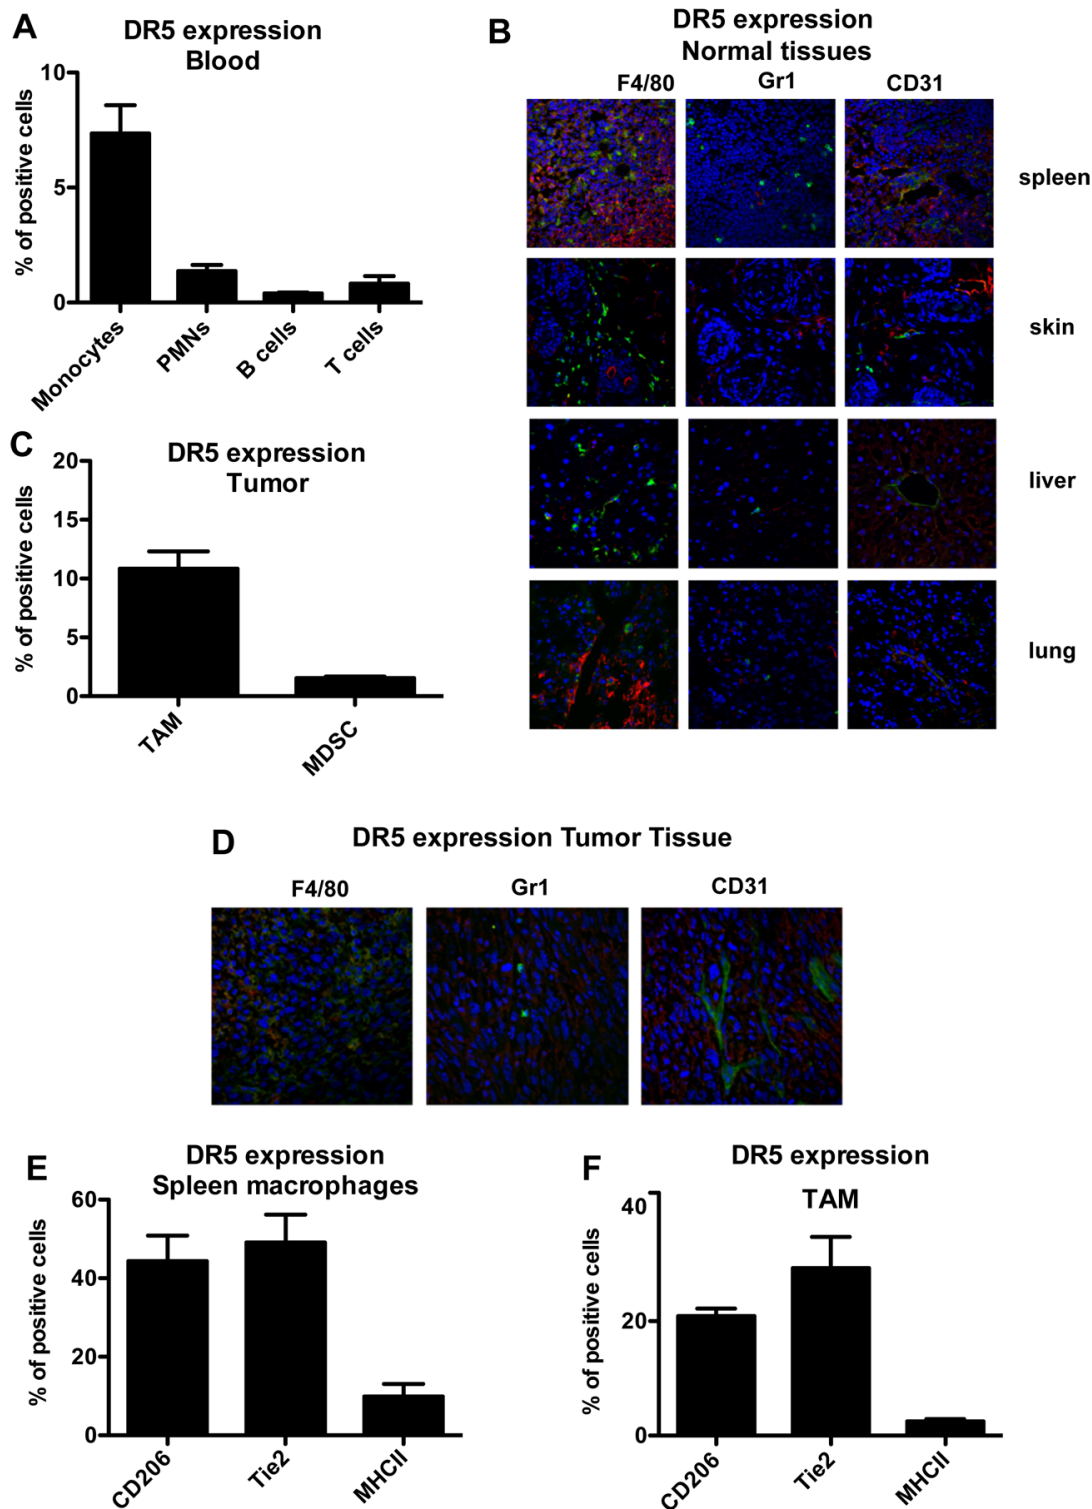 A
DR5 expression
Blood
% of positive cells
10
5
0
Monocytes
PMNs
B cells
T cells
B
DR5 expression
Normal tissues
F4/80
Gr1
CD31
spleen
skin
liver
lung
C
DR5 expression
Tumor
% of positive cells
20
15
10
5
0
TAM
MDSC
D
DR5 expression Tumor Tissue
F4/80
Gr1
CD31
E
DR5 expression
Spleen macrophages
% of positive cells
60
40
20
0
CD206
Tie2
MHCII
F
DR5 expression
TAM
% of positive cells
40
20
0
CD206
Tie2
MHCII